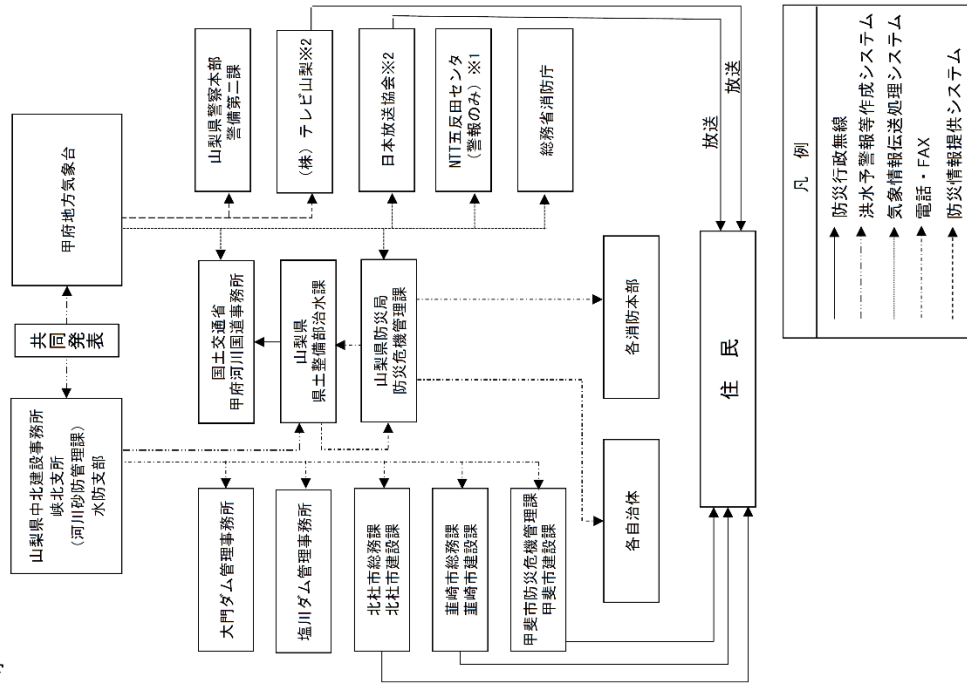 山梨県中北建設事務所
峡北支所
(河川砂防管理課)
水防支部
共同
発表
甲府地方気象台
大門ダム管理事務所
塩川ダム管理事務所
北杜市総務課
北杜市建設課
韮崎市総務課
韮崎市建設課
甲斐市防災危機管理課
甲斐市建設課
国土交通省
甲府河川国道事務所
山梨県
県土整備部治水課
山梨県防災局
防災危機管理課
山梨県警察本部
警備第二課
(株)テレビ山梨※2
日本放送協会※2
NTT五反田センタ
(警報のみ)※1
総務省消防庁
各自治体
各消防本部
放送
放送
住民
凡例
防災行政無線
洪水予警報等作成システム
気象情報伝送処理システム
電話・FAX
防災情報提供システム